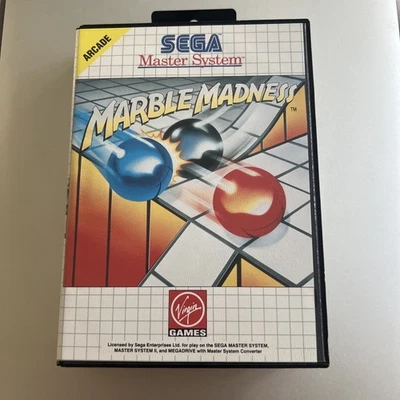 ARCADE
SEGA
Master System
MARBLE MADNESS
™
Virgin
GAMES
Licensed by Sega Enterprises Ltd. for play on the SEGA MASTER SYSTEM,
MASTER SYSTEM II, and MEGADRIVE with Master System Converter